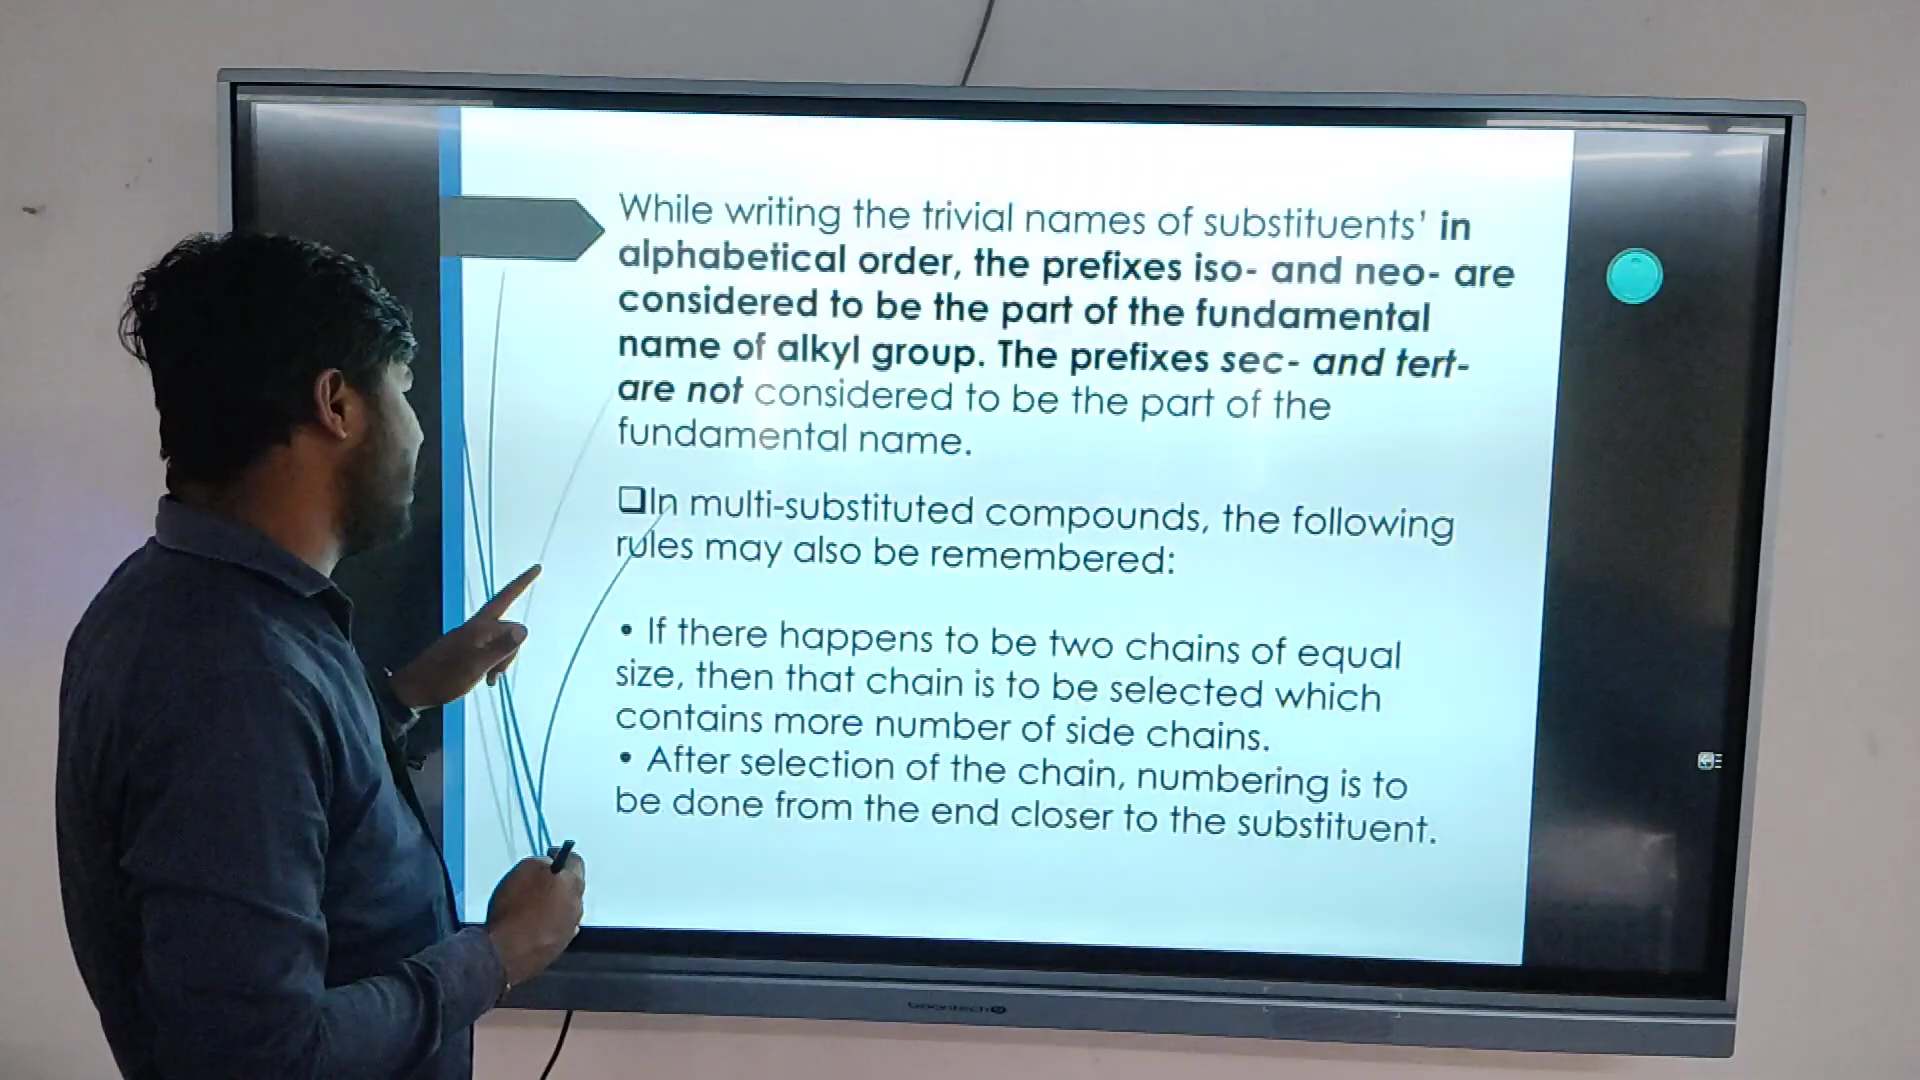 While writing the trivial names of substituents' in
alphabetical order, the prefixes iso- and neo- are
considered to be the part of the fundamental
name of alkyl group. The prefixes sec- and tert-
are not considered to be the part of the
fundamental name.
❑In multi-substituted compounds, the following
rules may also be remembered:
• If there happens to be two chains of equal
size, then that chain is to be selected which
contains more number of side chains.
• After selection of the chain, numbering is to
be done from the end closer to the substituent.